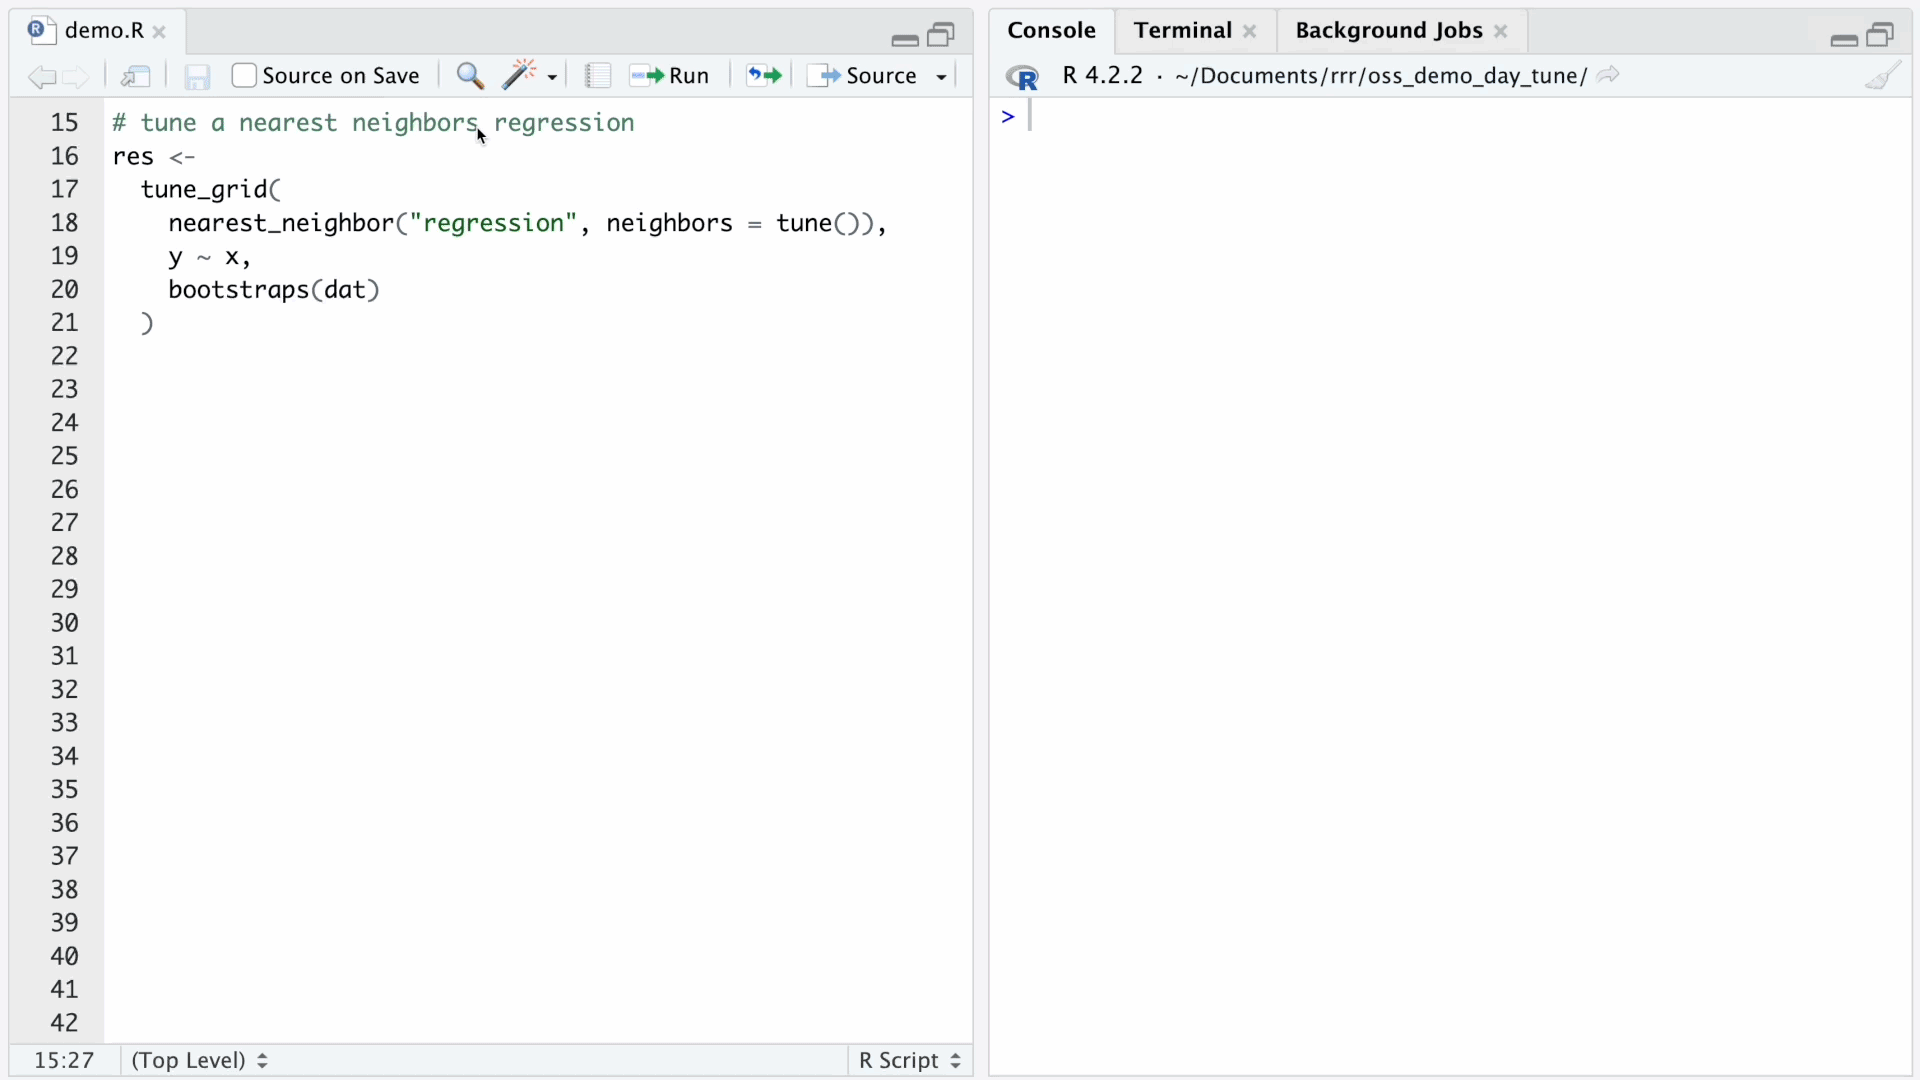 demo.R
Source on Save
Run
Source
15 # tune a nearest neighbors regression
16 res <-
17   tune_grid(
18     nearest_neighbor("regression", neighbors = tune()),
19     y ~ x,
20     bootstraps(dat)
21   )
22
23
24
25
26
27
28
29
30
31
32
33
34
35
36
37
38
39
40
41
42
15:27 (Top Level) R Script
Console Terminal Background Jobs
R 4.2.2 · ~/Documents/rrr/oss_demo_day_tune/
>